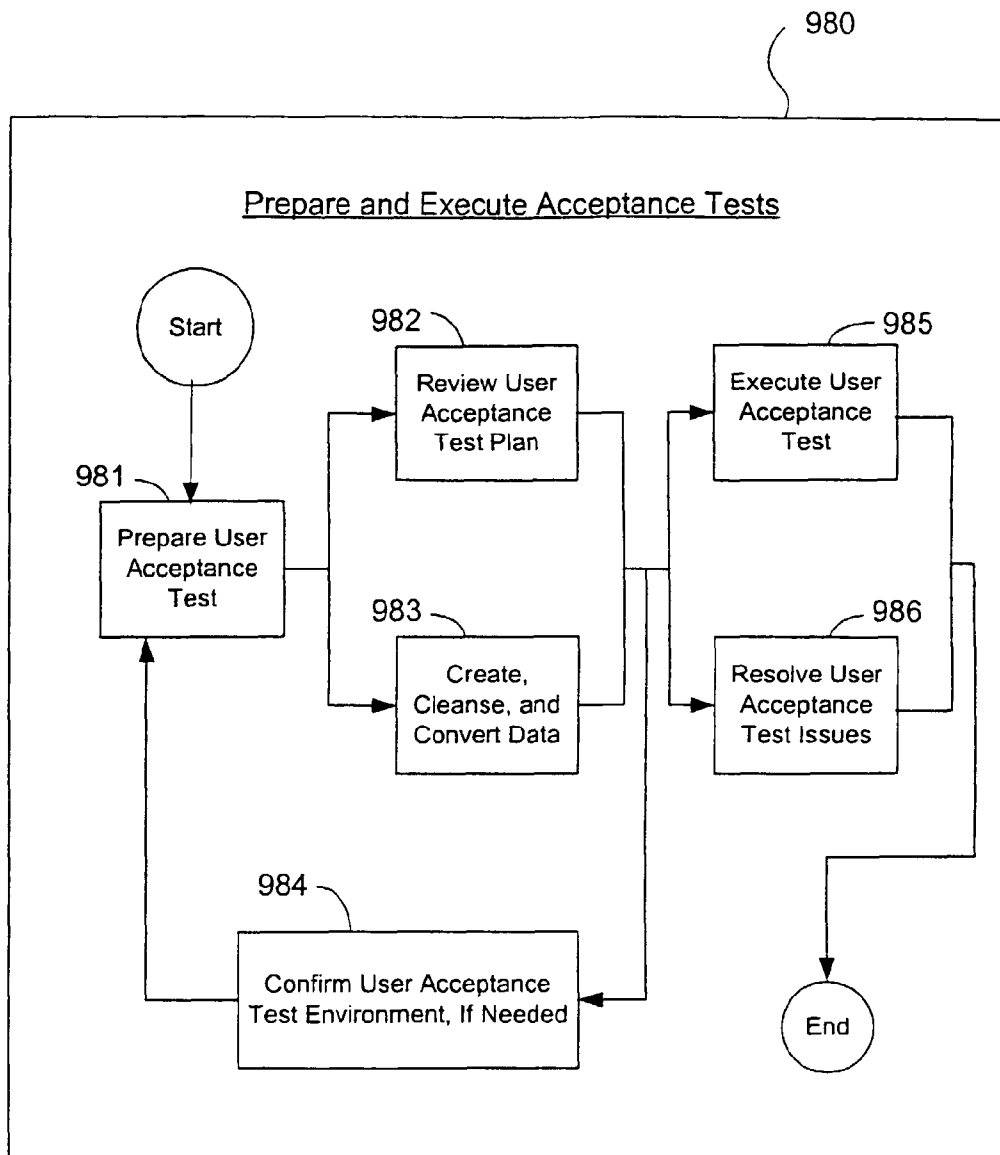 980
Prepare and Execute Acceptance Tests
Start
982
Review User
Acceptance
Test Plan
985
Execute User
Acceptance
Test
981
Prepare User
Acceptance
Test
983
Create,
Cleanse, and
Convert Data
986
Resolve User
Acceptance
Test Issues
984
Confirm User Acceptance
Test Environment, If Needed
End